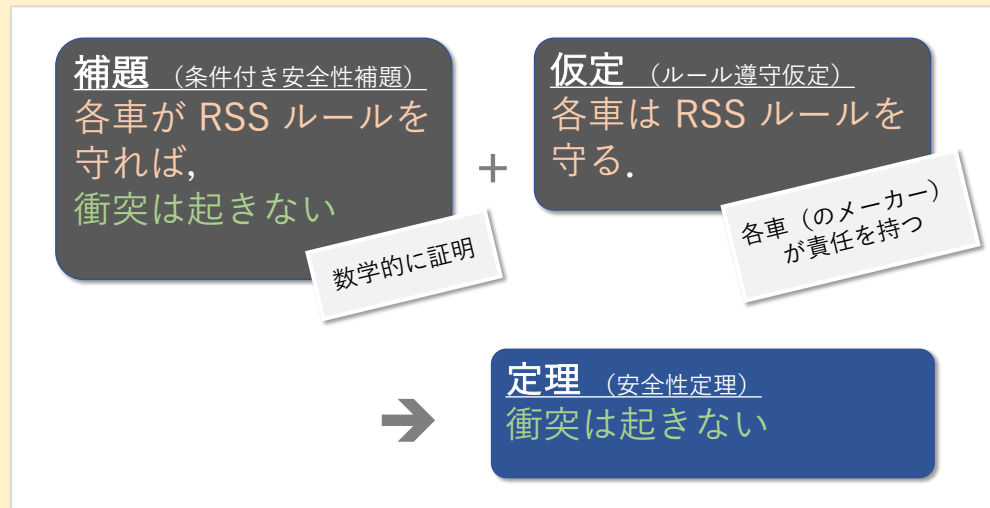 補題 (条件付き安全性補題)
各車が RSS ルールを
守れば,
衝突は起きない
数学的に証明
+
仮定 (ルール遵守仮定)
各車は RSS ルールを
守る.
各車（のメーカー）
が責任を持つ
➔
定理 (安全性定理)
衝突は起きない